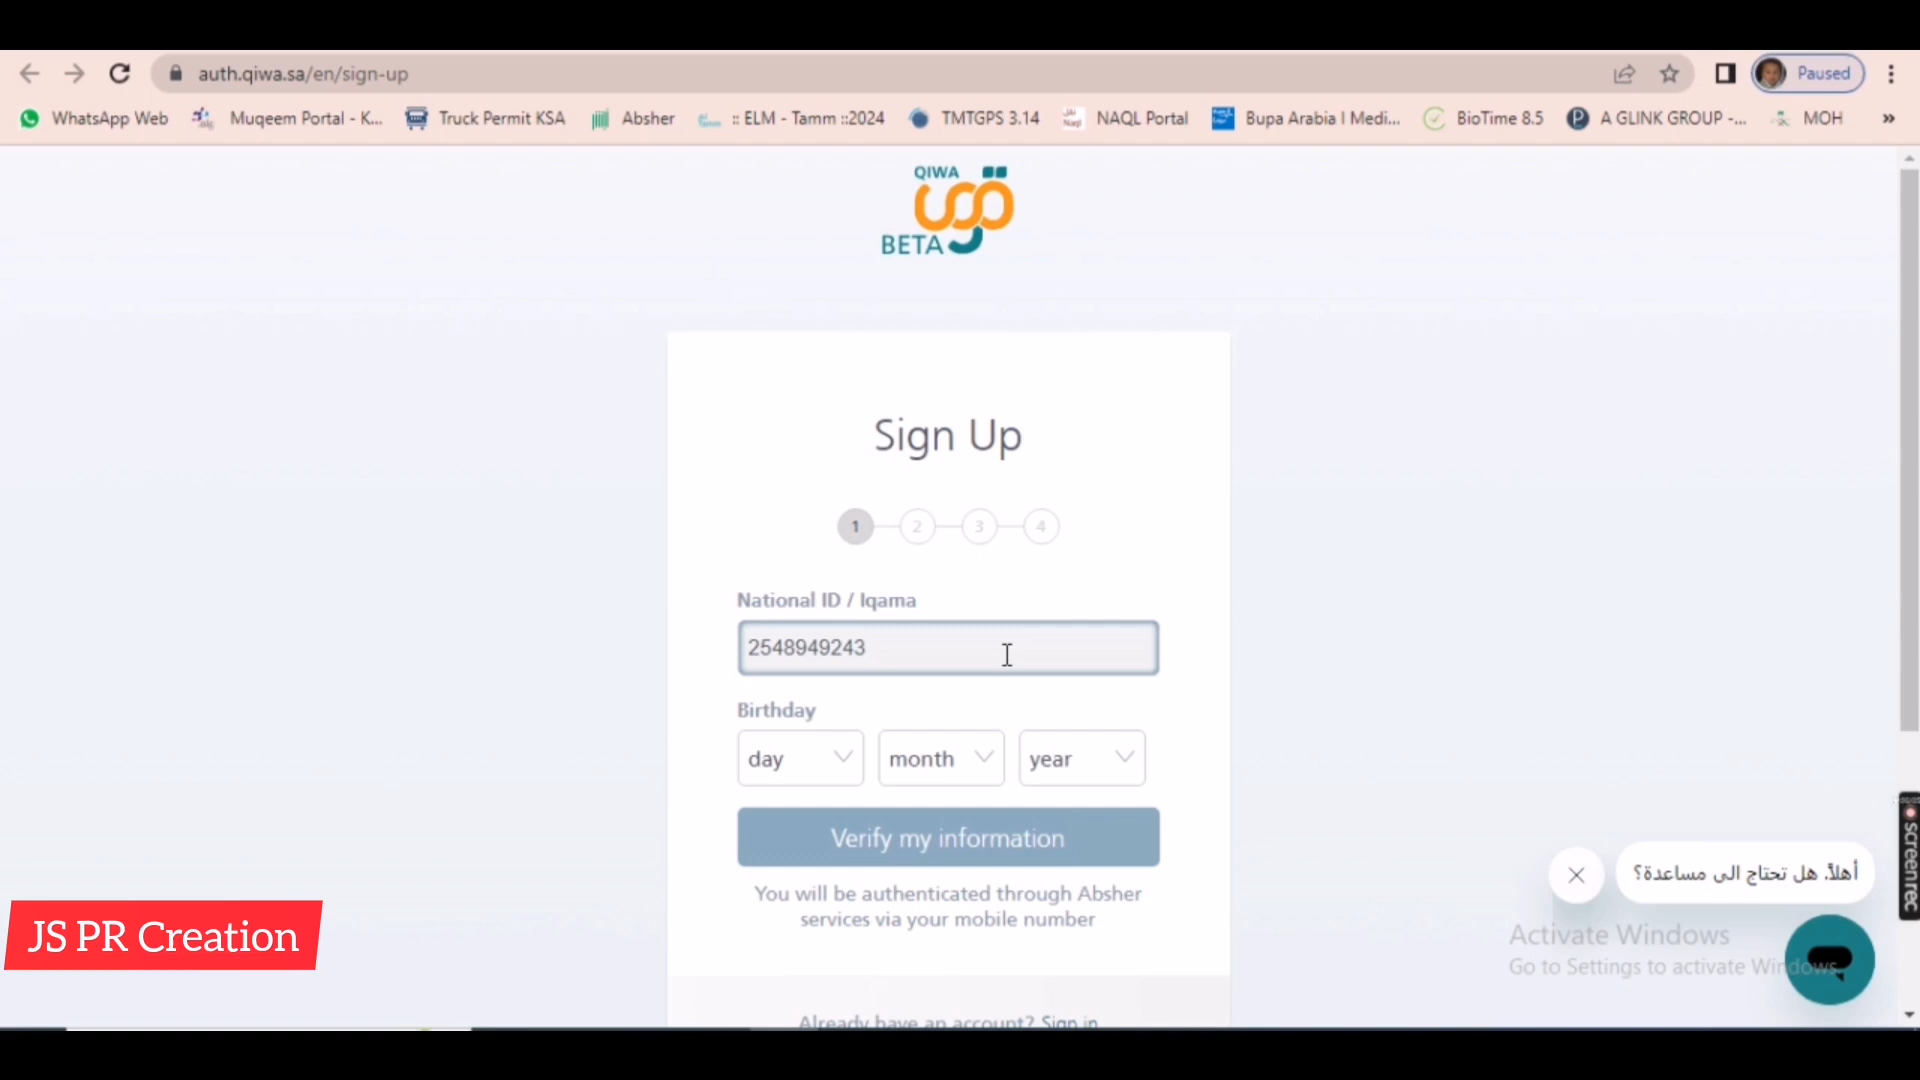 auth.qiwa.sa/en/sign-up
Paused
WhatsApp Web
Muqeem Portal - K...
Truck Permit KSA
Absher
:: ELM - Tamm ::2024
TMTGPS 3.14
NAQL Portal
Bupa Arabia I Medi...
BioTime 8.5
A GLINK GROUP -...
MOH
»
QIWA
قوى
BETA
Sign Up
1 2 3 4
National ID / Iqama
2548949243
Birthday
day month year
Verify my information
You will be authenticated through Absher
services via your mobile number
Already have an account? Sign in
أهلاً، هل تحتاج الى مساعدة؟
Activate Windows
Go to Settings to activate Windows.
screenrec
JS PR Creation